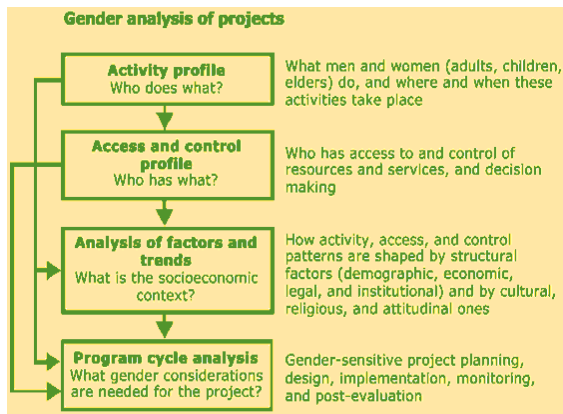 Gender analysis of projects
Activity profile
Who does what?
What men and women (adults, children,
elders) do, and where and when these
activities take place
Access and control
profile
Who has what?
Who has access to and control of
resources and services, and decision
making
Analysis of factors and
trends
What is the socioeconomic
context?
How activity, access, and control
patterns are shaped by structural
factors (demographic, economic,
legal, and institutional) and by cultural,
religious, and attitudinal ones
Program cycle analysis
What gender considerations
are needed for the project?
Gender-sensitive project planning,
design, implementation, monitoring,
and post-evaluation